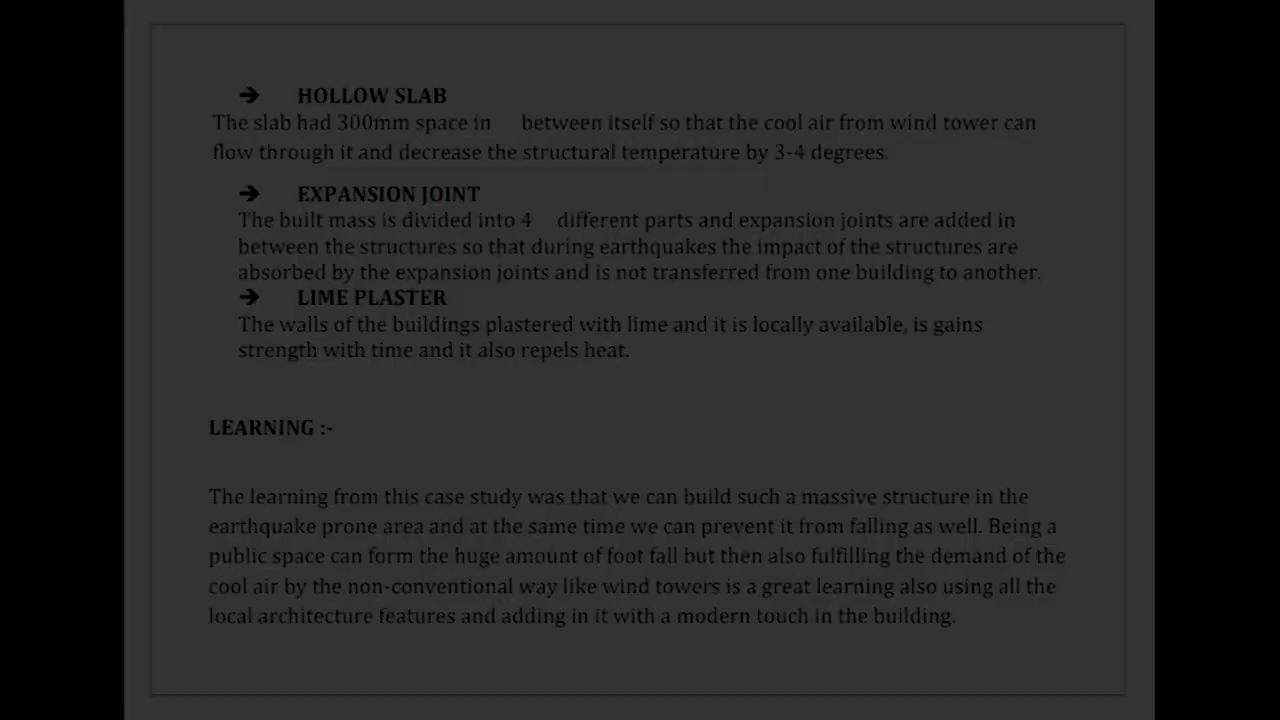 ➔ HOLLOW SLAB
The slab had 300mm space in between itself so that the cool air from wind tower can
flow through it and decrease the structural temperature by 3-4 degrees.
➔ EXPANSION JOINT
The built mass is divided into 4 different parts and expansion joints are added in
between the structures so that during earthquakes the impact of the structures are
absorbed by the expansion joints and is not transferred from one building to another.
➔ LIME PLASTER
The walls of the buildings plastered with lime and it is locally available, is gains
strength with time and it also repels heat.
LEARNING :-
The learning from this case study was that we can build such a massive structure in the
earthquake prone area and at the same time we can prevent it from falling as well. Being a
public space can form the huge amount of foot fall but then also fulfilling the demand of the
cool air by the non-conventional way like wind towers is a great learning also using all the
local architecture features and adding in it with a modern touch in the building.